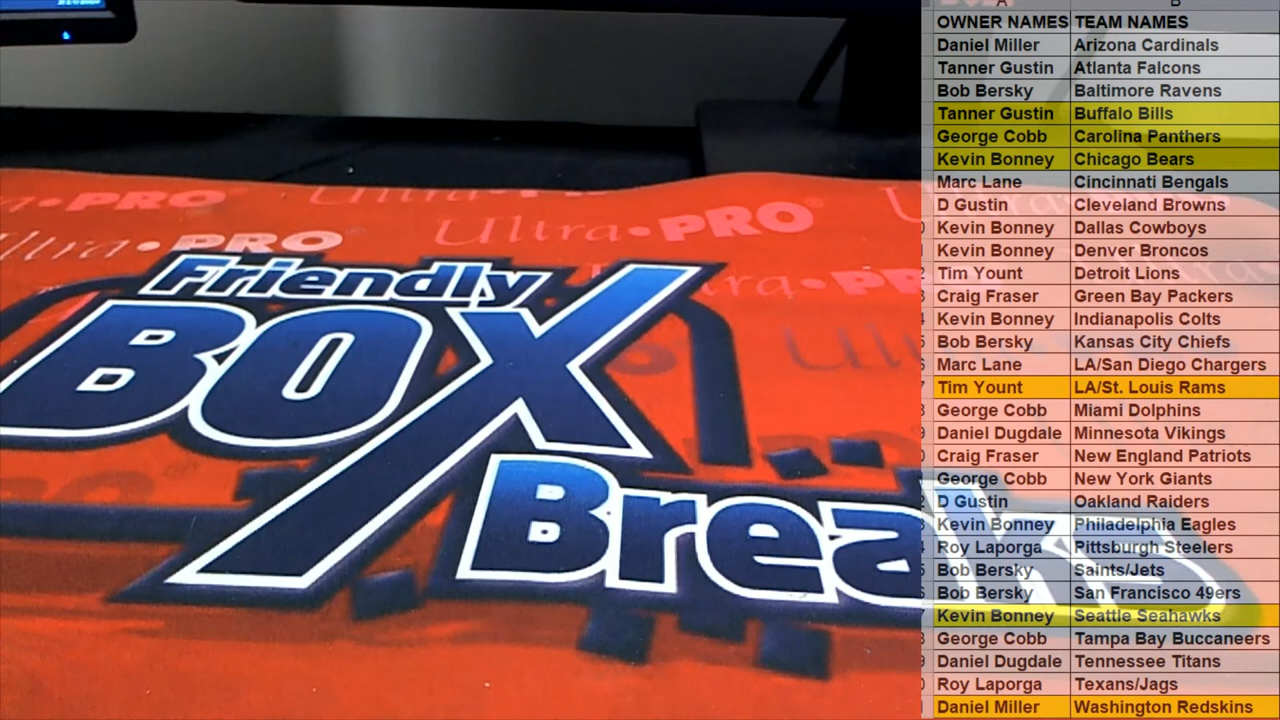 Ultra•PRO
Ultra•PRO
Ultra•PRO
Friendly
BOX
Breaks
A B
OWNER NAMES TEAM NAMES
Daniel Miller Arizona Cardinals
Tanner Gustin Atlanta Falcons
Bob Bersky Baltimore Ravens
Tanner Gustin Buffalo Bills
George Cobb Carolina Panthers
Kevin Bonney Chicago Bears
Marc Lane Cincinnati Bengals
D Gustin Cleveland Browns
Kevin Bonney Dallas Cowboys
Kevin Bonney Denver Broncos
Tim Yount Detroit Lions
Craig Fraser Green Bay Packers
Kevin Bonney Indianapolis Colts
Bob Bersky Kansas City Chiefs
Marc Lane LA/San Diego Chargers
Tim Yount LA/St. Louis Rams
George Cobb Miami Dolphins
Daniel Dugdale Minnesota Vikings
Craig Fraser New England Patriots
George Cobb New York Giants
D Gustin Oakland Raiders
Kevin Bonney Philadelphia Eagles
Roy Laporga Pittsburgh Steelers
Bob Bersky Saints/Jets
Bob Bersky San Francisco 49ers
Kevin Bonney Seattle Seahawks
George Cobb Tampa Bay Buccaneers
Daniel Dugdale Tennessee Titans
Roy Laporga Texans/Jags
Daniel Miller Washington Redskins